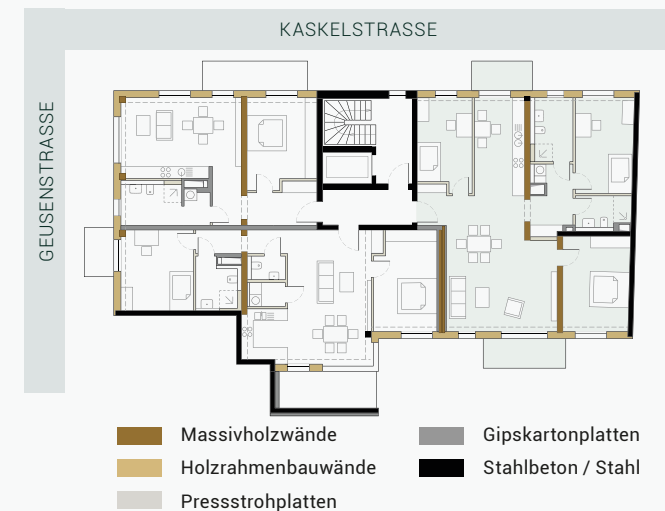 KASKELSTRASSE
GEUSENSTRASSE
Massivholzwände
Holzrahmenbauwände
Pressstrohplatten
Gipskartonplatten
Stahlbeton / Stahl